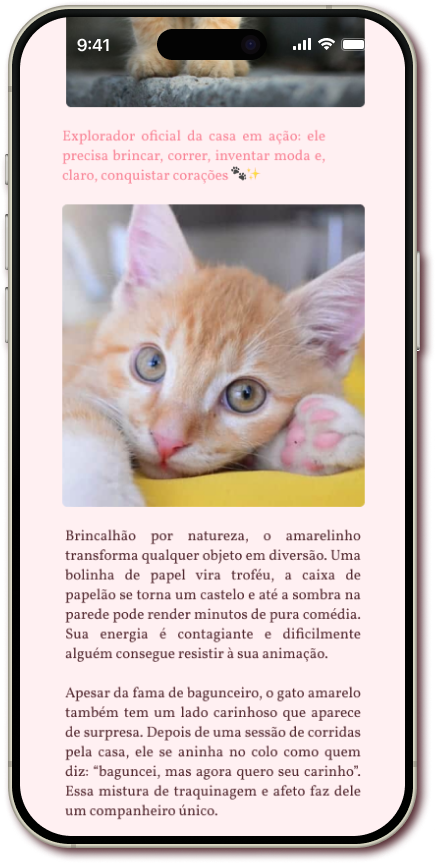 9:41
Explorador oficial da casa em ação: ele
precisa brincar, correr, inventar moda e,
claro, conquistar corações 🐾✨
Brincalhão por natureza, o amarelinho
transforma qualquer objeto em diversão. Uma
bolinha de papel vira troféu, a caixa de
papelão se torna um castelo e até a sombra na
parede pode render minutos de pura comédia.
Sua energia é contagiante e dificilmente
alguém consegue resistir à sua animação.
Apesar da fama de bagunceiro, o gato amarelo
também tem um lado carinhoso que aparece
de surpresa. Depois de uma sessão de corridas
pela casa, ele se aninha no colo como quem
diz: “baguncei, mas agora quero seu carinho”.
Essa mistura de traquinagem e afeto faz dele
um companheiro único.